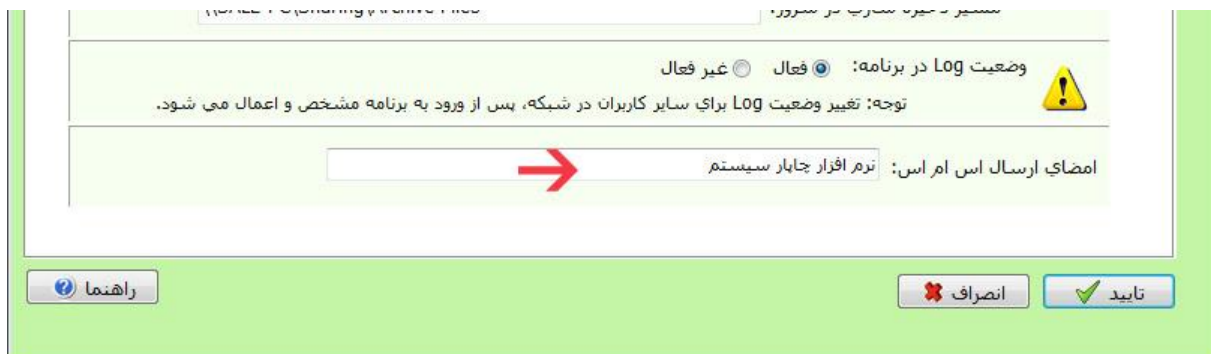 وضعیت Log در برنامه: فعال غیر فعال
توجه: تغییر وضعیت Log براي سایر کاربران در شبکه، پس از ورود به برنامه مشخص و اعمال می شود.
امضاي ارسال اس ام اس: نرم افزار چاپار سیستم
تایید انصراف راهنما